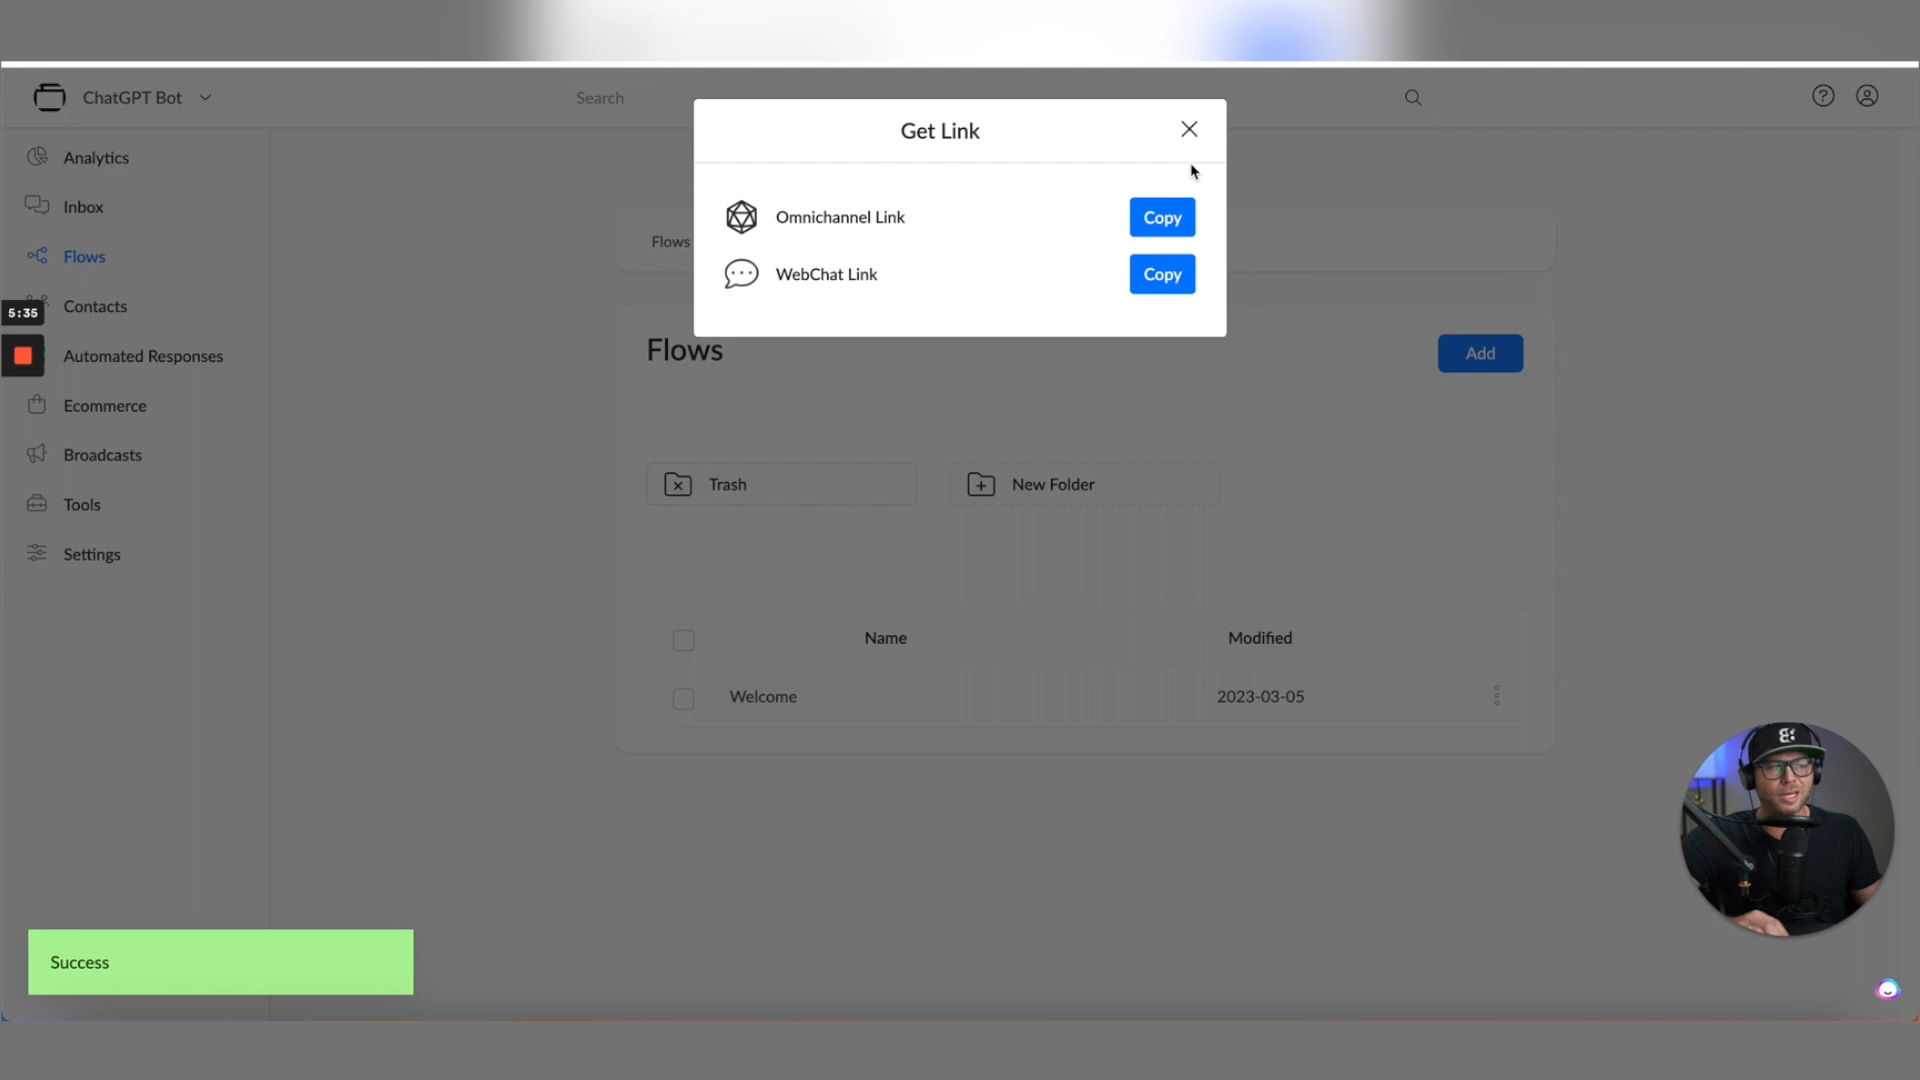 ChatGPT Bot
Search
Get Link
Analytics
Inbox
Omnichannel Link
Copy
Flows
Flows
WebChat Link
Copy
Contacts
5:35
Automated Responses
Flows
Add
Ecommerce
Broadcasts
Tools
Trash
New Folder
Settings
Name
Modified
Welcome
2023-03-05
Success